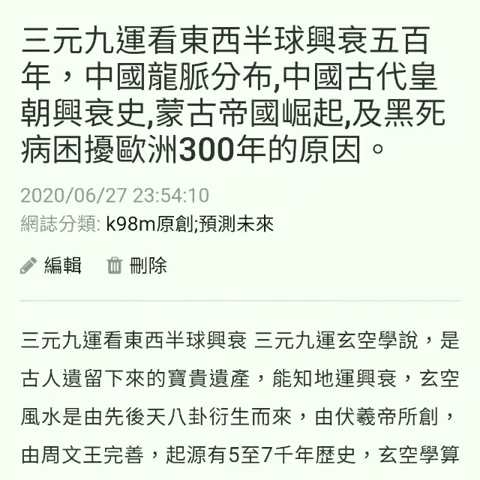 三元九運看東西半球興衰五百
年，中國龍脈分布,中國古代皇
朝興衰史,蒙古帝國崛起,及黑死
病困擾歐洲300年的原因。
2020/06/27 23:54:10
網誌分類: k98m原創;預測未來
編輯 刪除
三元九運看東西半球興衰 三元九運玄空學說，是
古人遺留下來的寶貴遺產，能知地運興衰，玄空
風水是由先後天八卦衍生而來，由伏羲帝所創，
由周文王完善，起源有5至7千年歷史，玄空學算